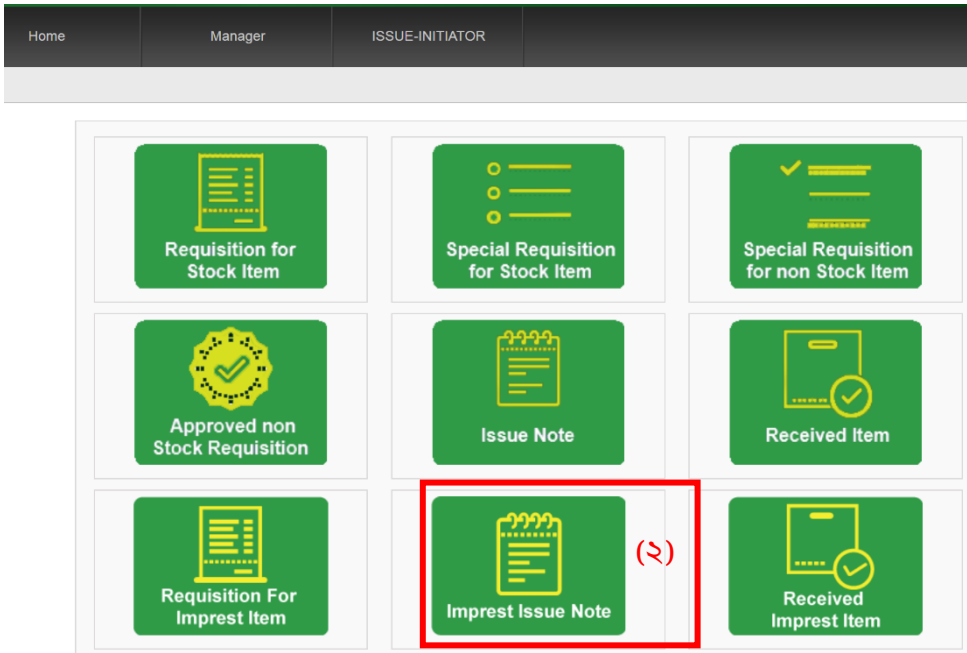 Home
Manager
ISSUE-INITIATOR
Requisition for
Stock Item
Special Requisition
for Stock Item
Special Requisition
for non Stock Item
Approved non
Stock Requisition
Issue Note
Received Item
Requisition For
Imprest Item
Imprest Issue Note
(২)
Received
Imprest Item